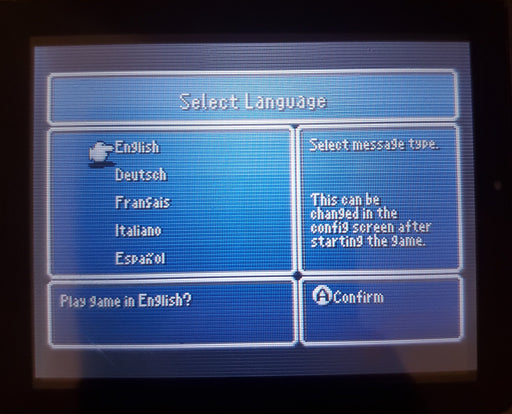 Select Language
English
Deutsch
Français
Italiano
Español
Select message type.
This can be
changed in the
config screen after
starting the game.
Play game in English?
A Confirm